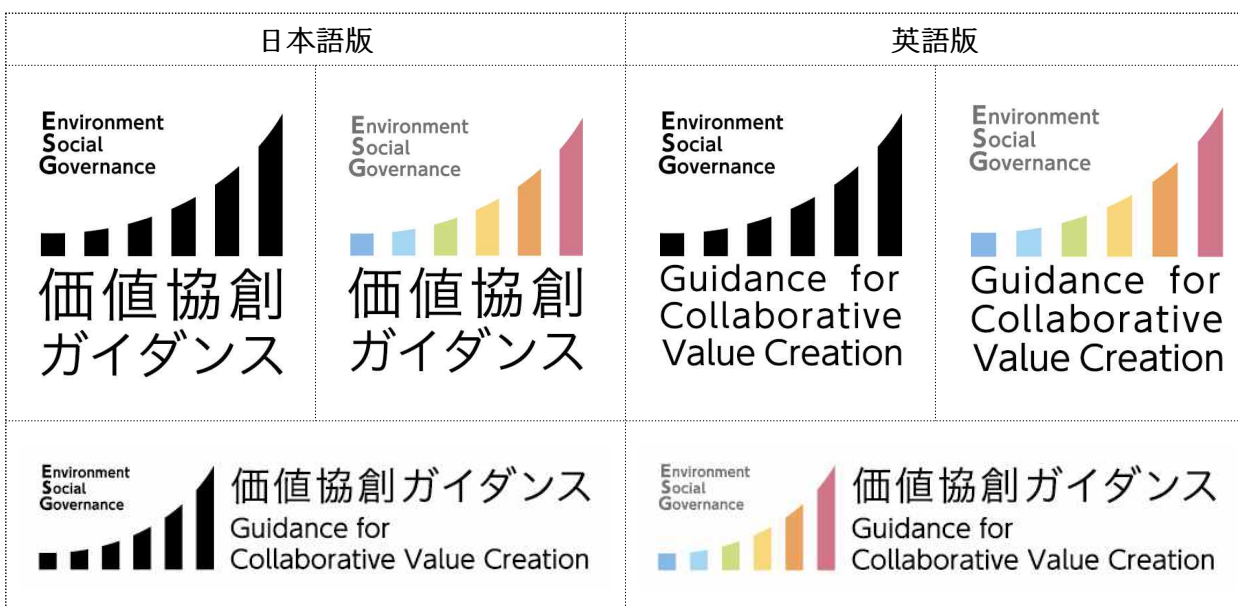 日本語版
英語版
Environment
Social
Governance
価値協創
ガイダンス
Environment
Social
Governance
価値協創
ガイダンス
Environment
Social
Governance
Guidance for
Collaborative
Value Creation
Environment
Social
Governance
Guidance for
Collaborative
Value Creation
Environment
Social
Governance
価値協創ガイダンス
Guidance for
Collaborative Value Creation
Environment
Social
Governance
価値協創ガイダンス
Guidance for
Collaborative Value Creation